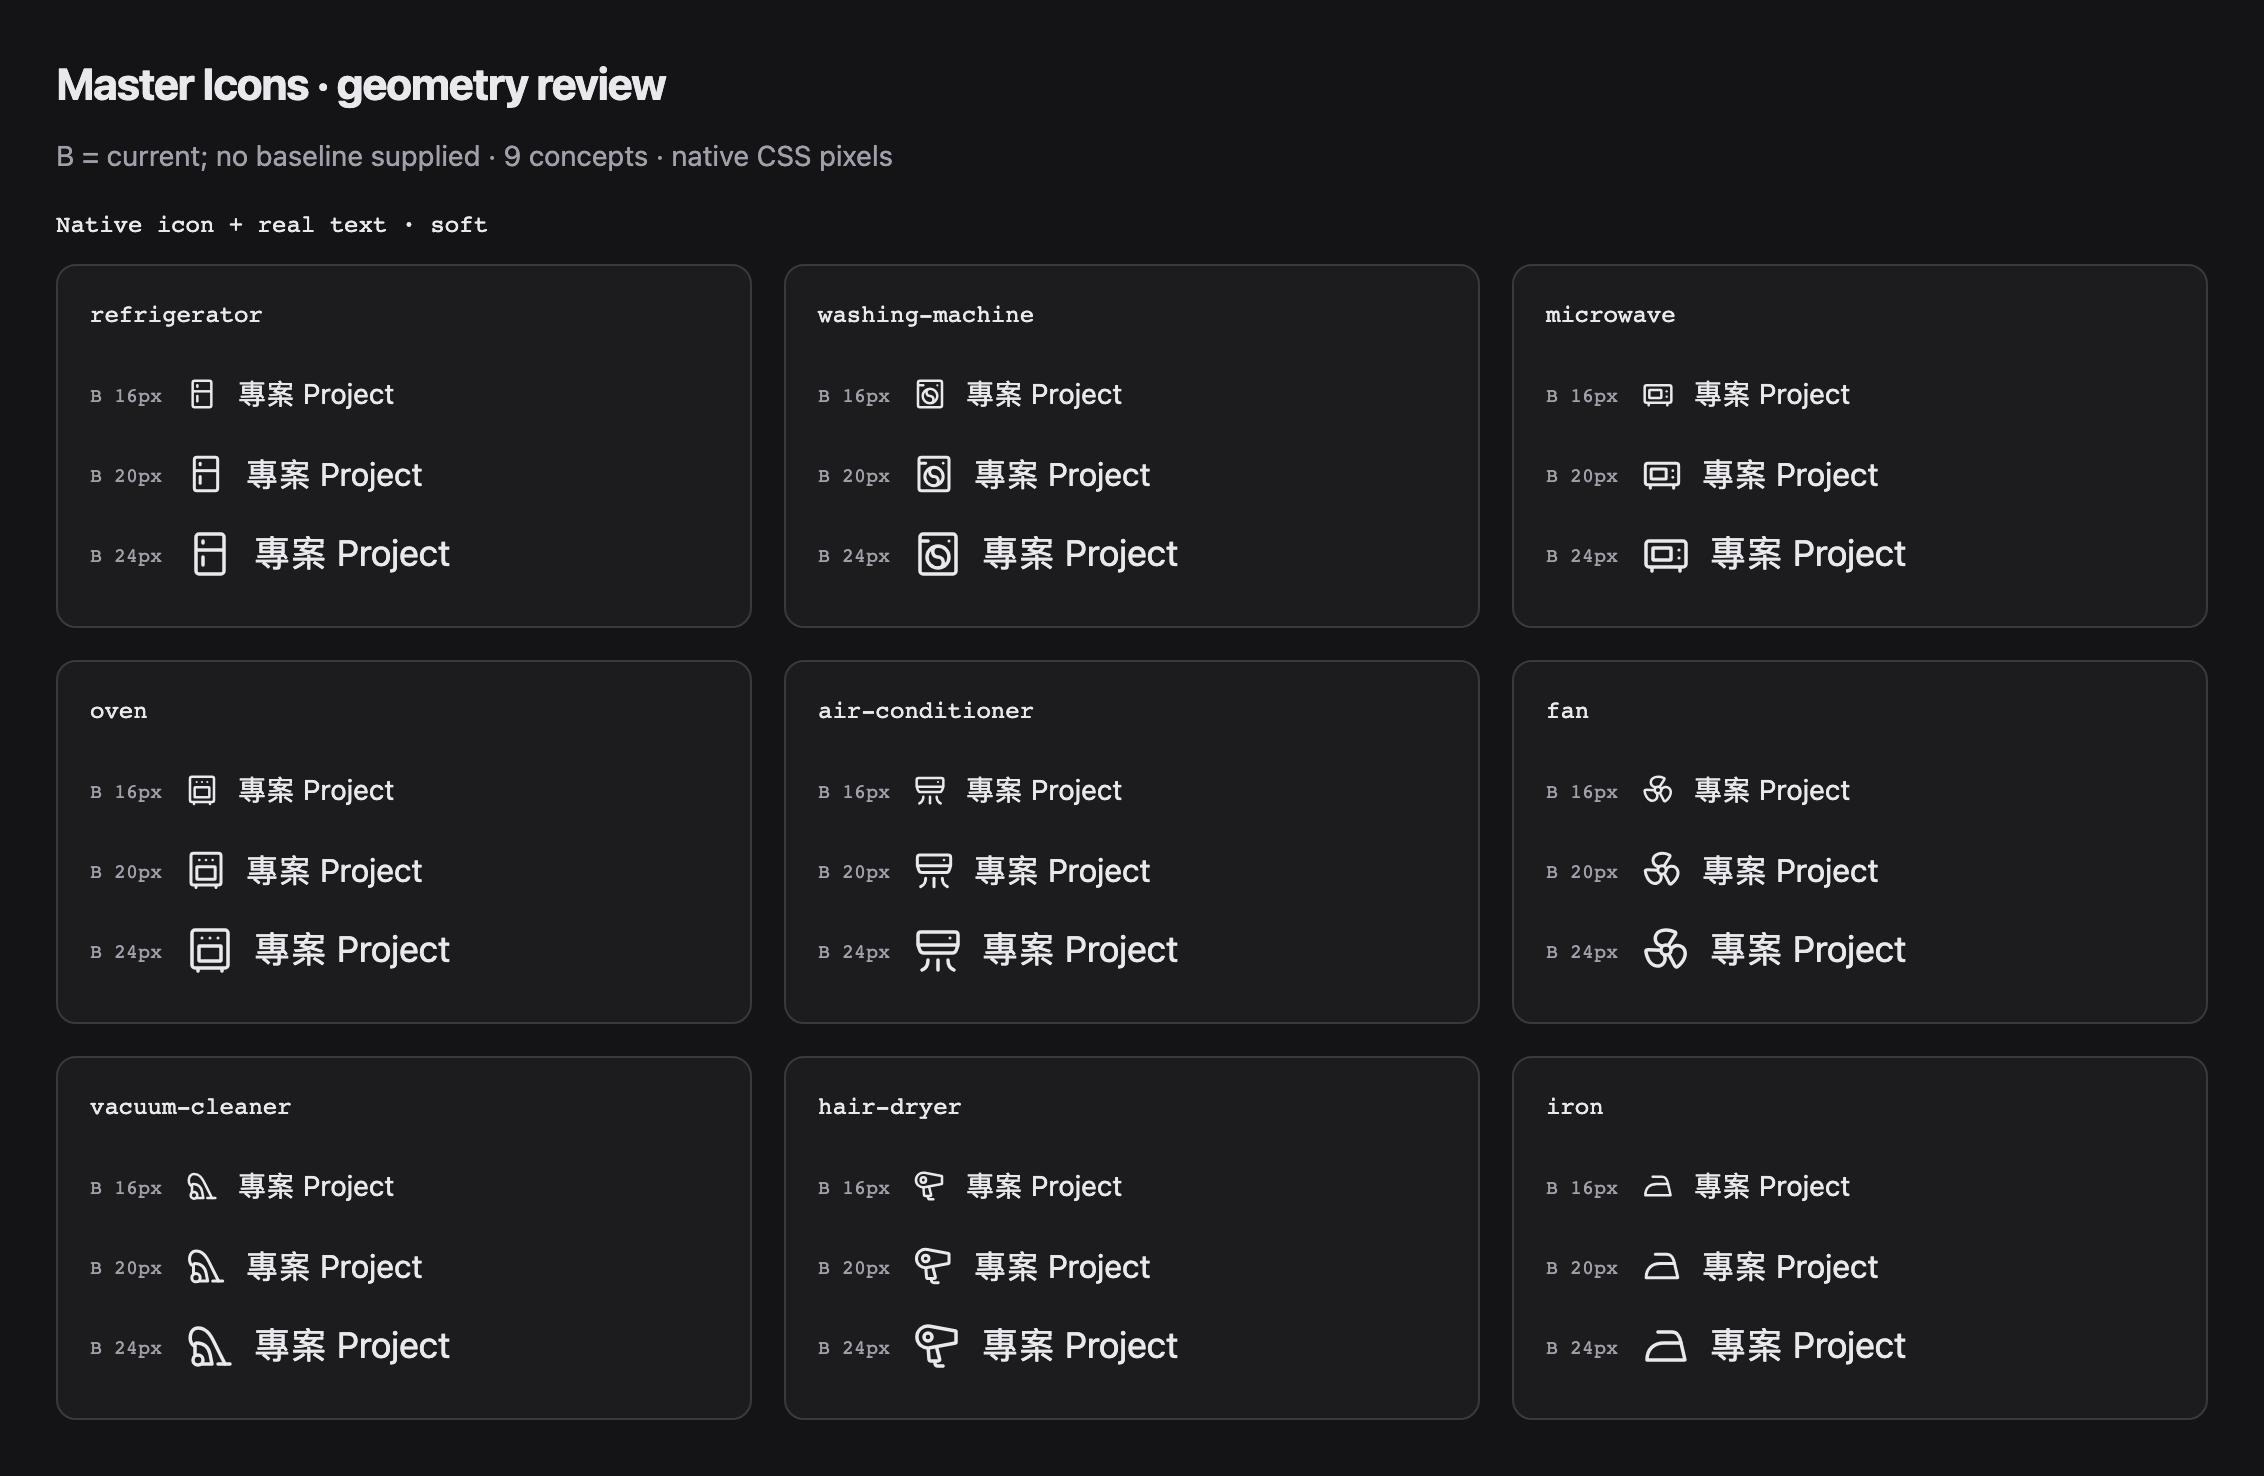 Master Icons · geometry review
B = current; no baseline supplied · 9 concepts · native CSS pixels
Native icon + real text · soft
refrigerator
B 16px 專案 Project
B 20px 專案 Project
B 24px 專案 Project
washing-machine
B 16px 專案 Project
B 20px 專案 Project
B 24px 專案 Project
microwave
B 16px 專案 Project
B 20px 專案 Project
B 24px 專案 Project
oven
B 16px 專案 Project
B 20px 專案 Project
B 24px 專案 Project
air-conditioner
B 16px 專案 Project
B 20px 專案 Project
B 24px 專案 Project
fan
B 16px 專案 Project
B 20px 專案 Project
B 24px 專案 Project
vacuum-cleaner
B 16px 專案 Project
B 20px 專案 Project
B 24px 專案 Project
hair-dryer
B 16px 專案 Project
B 20px 專案 Project
B 24px 專案 Project
iron
B 16px 專案 Project
B 20px 專案 Project
B 24px 專案 Project